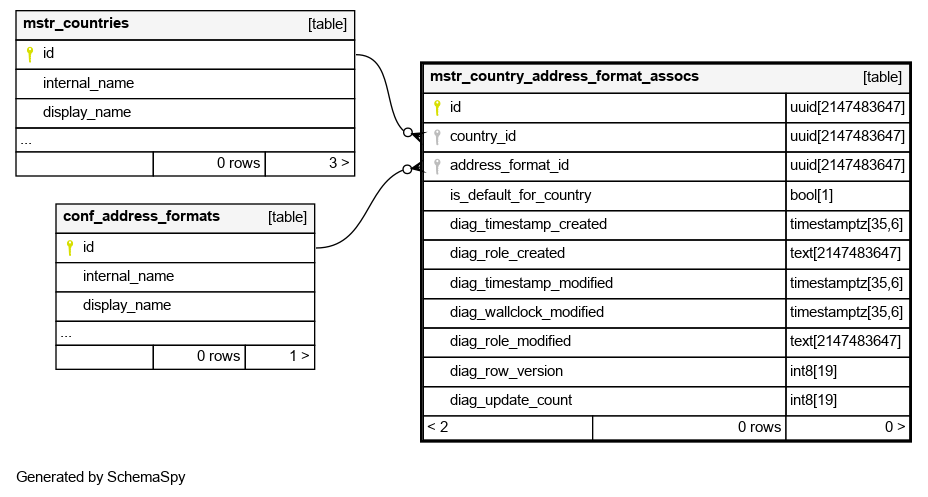 mstr_countries [table]
id
internal_name
display_name
...
0 rows 3 >
mstr_country_address_format_assocs [table]
id uuid[2147483647]
country_id uuid[2147483647]
address_format_id uuid[2147483647]
is_default_for_country bool[1]
diag_timestamp_created timestamptz[35,6]
diag_role_created text[2147483647]
diag_timestamp_modified timestamptz[35,6]
diag_wallclock_modified timestamptz[35,6]
diag_role_modified text[2147483647]
diag_row_version int8[19]
diag_update_count int8[19]
< 2 0 rows 0 >
conf_address_formats [table]
id
internal_name
display_name
...
0 rows 1 >
Generated by SchemaSpy